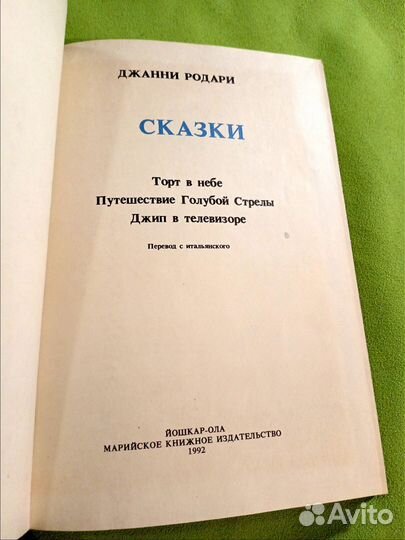 ДЖАННИ РОДАРИ
СКАЗКИ
Торт в небе
Путешествие Голубой Стрелы
Джип в телевизоре
Перевод с итальянского
ЙОШКАР-ОЛА
МАРИЙСКОЕ КНИЖНОЕ ИЗДАТЕЛЬСТВО
1992
Avito